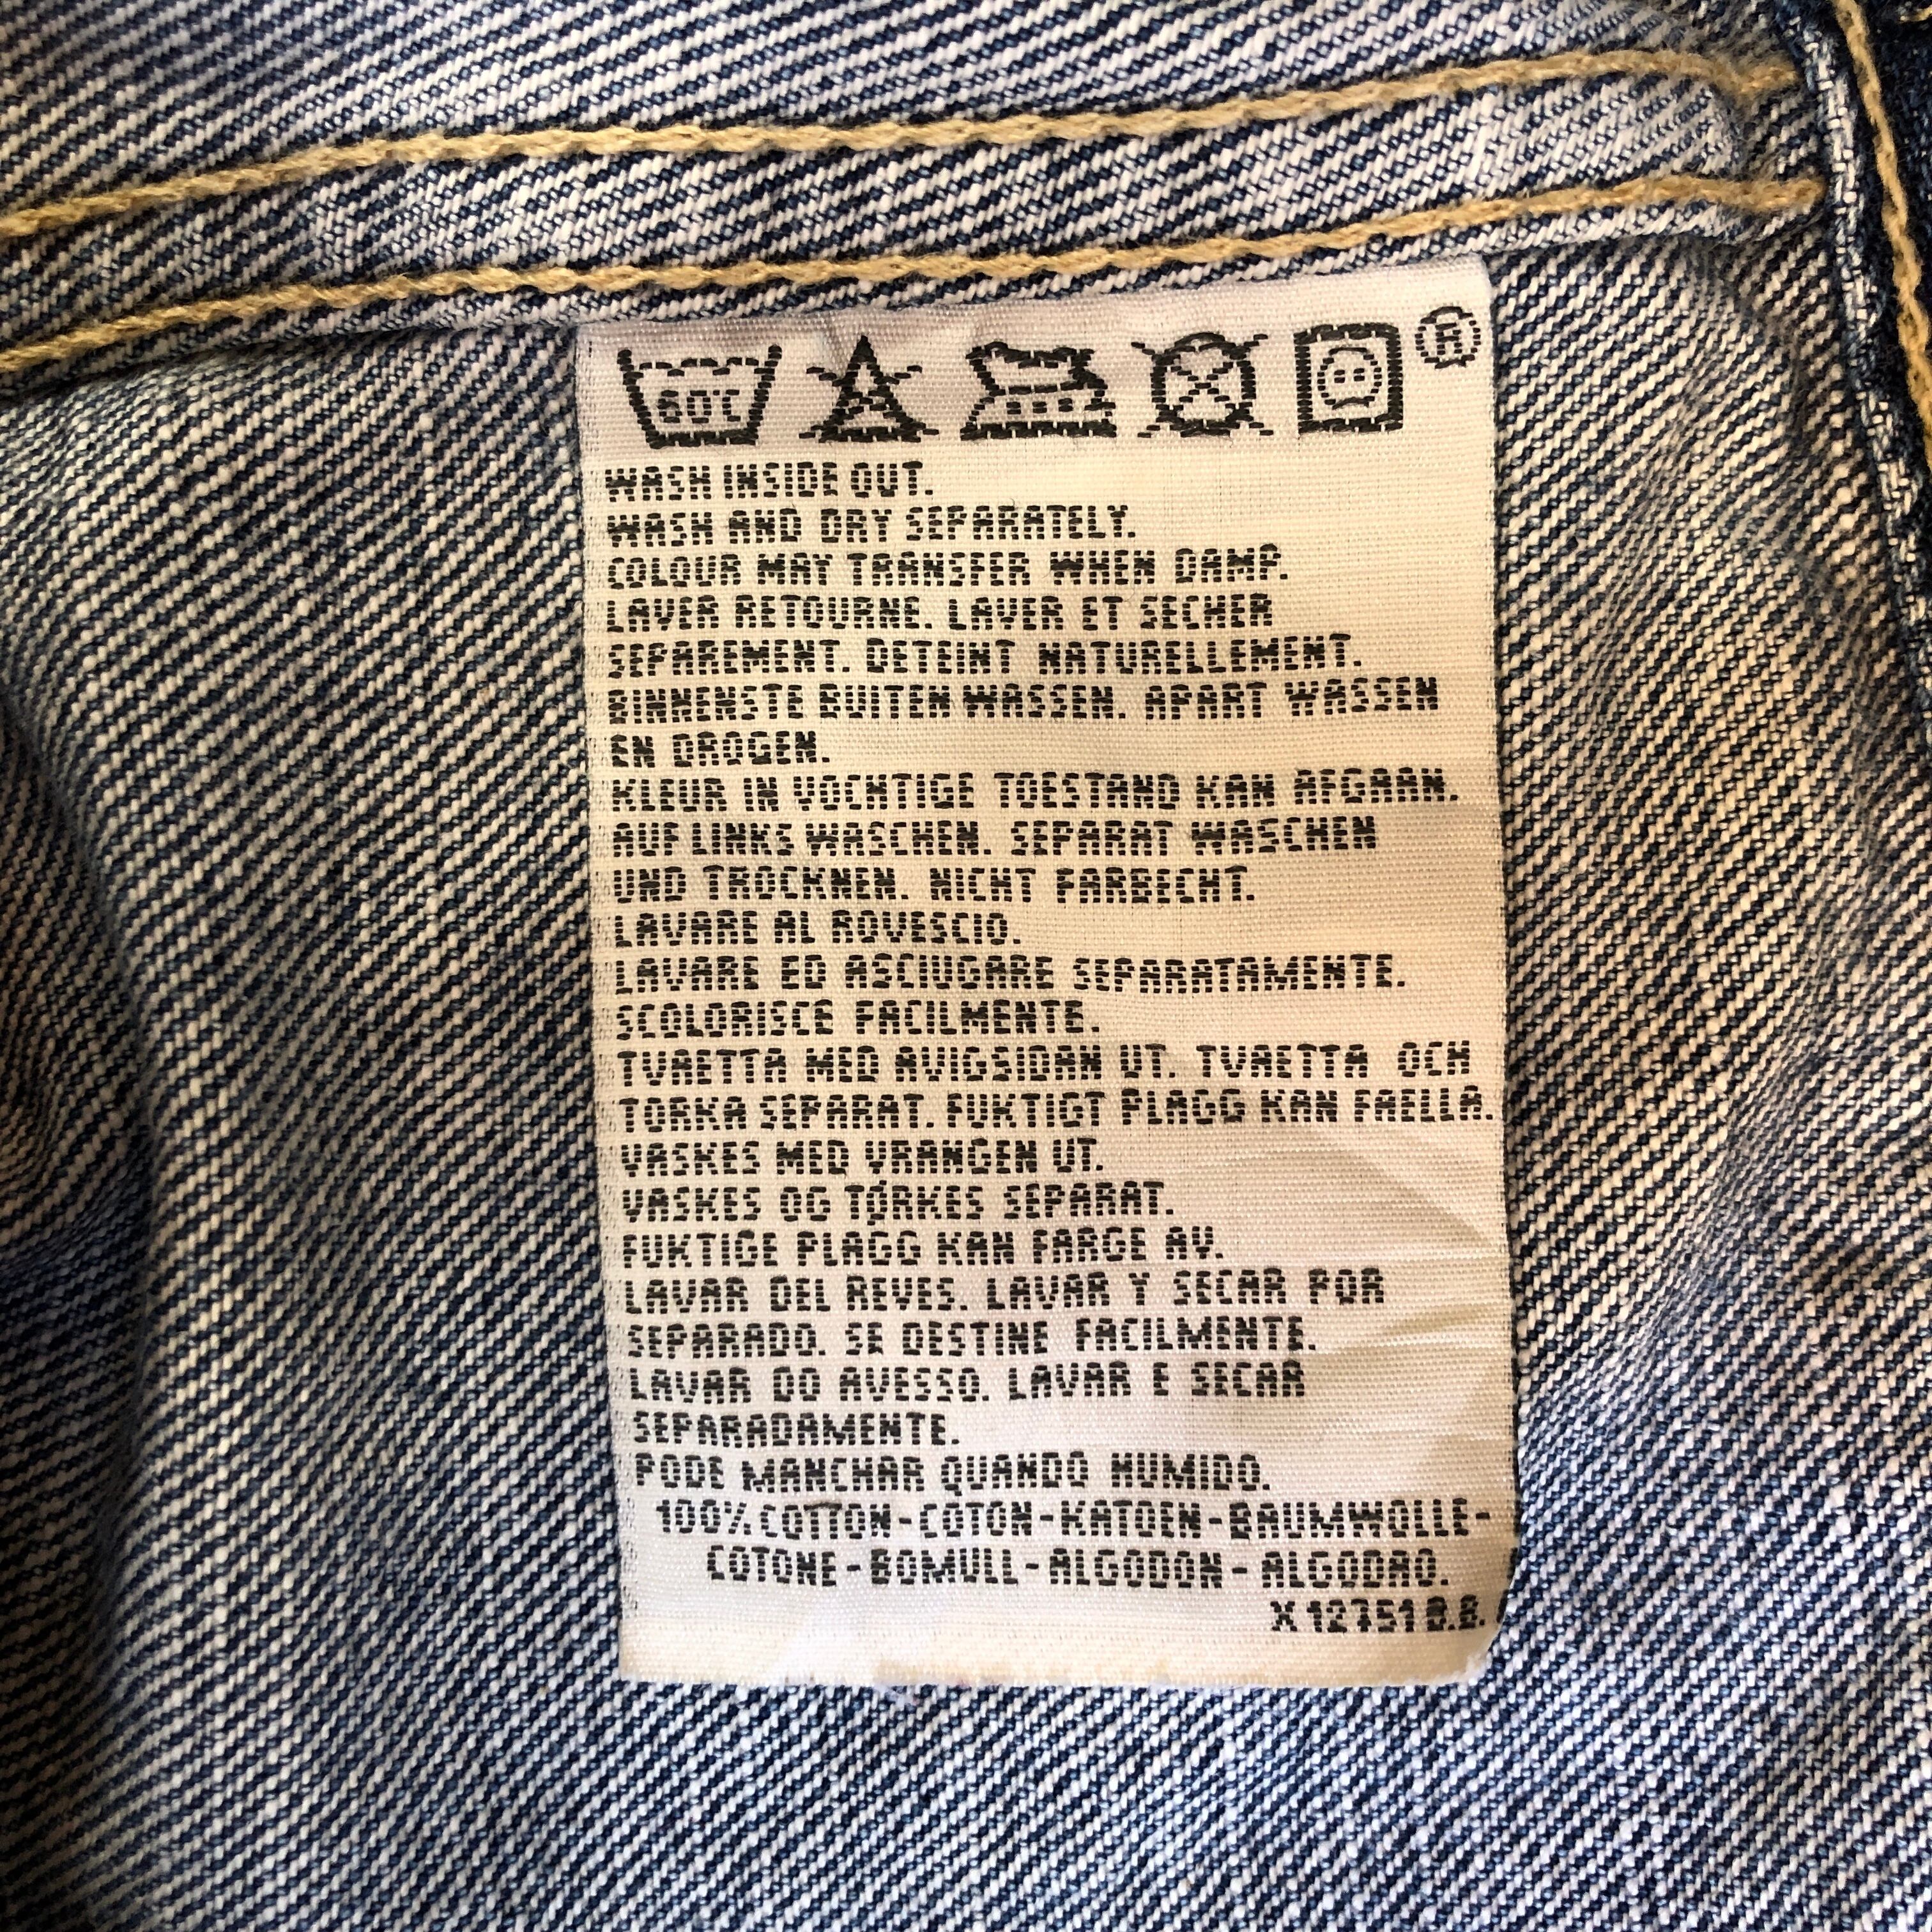 60°C
®
WASH INSIDE OUT.
WASH AND DRY SEPARATELY.
COLOUR MAY TRANSFER WHEN DAMP.
LAVER RETOURNE. LAVER ET SECHER
SEPAREMENT. DETEINT NATURELLEMENT.
BINNENSTE BUITEN WASSEN. APART WASSEN
EN DROGEN.
KLEUR IN VOCHTIGE TOESTAND KAN AFGAAN.
AUF LINKS WASCHEN. SEPARAT WASCHEN
UND TROCKNEN. NICHT FARBECHT.
LAVARE AL ROVESCIO.
LAVARE ED ASCIUGARE SEPARATAMENTE.
SCOLORISCE FACILMENTE.
TVAETTA MED AVIGSIDAN UT. TVAETTA OCH
TORKA SEPARAT. FUKTIGT PLAGG KAN FAELLA.
VASKES MED VRANGEN UT.
VASKES OG TØRKES SEPARAT.
FUKTIGE PLAGG KAN FARGE AV.
LAVAR DEL REVES. LAVAR Y SECAR POR
SEPARADO. SE DESTINE FACILMENTE.
LAVAR DO AVESSO. LAVAR E SECAR
SEPARADAMENTE.
PODE MANCHAR QUANDO HUMIDO.
100% COTTON-COTON-KATOEN-BAUMWOLLE-
COTONE-BOMULL-ALGODON-ALGODAO.
X 12751 B.B.